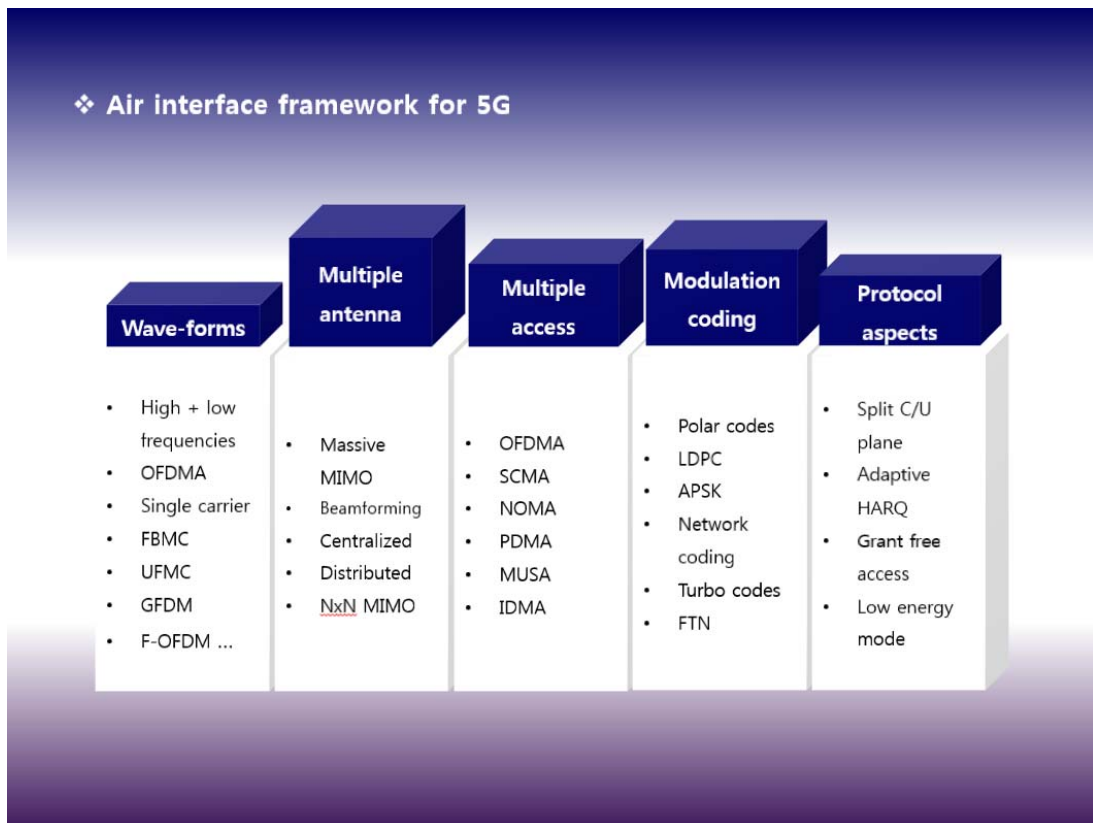 ❖ Air interface framework for 5G
Wave-forms
• High + low
frequencies
• OFDMA
• Single carrier
• FBMC
• UFMC
• GFDM
• F-OFDM ...
Multiple
antenna
• Massive
MIMO
• Beamforming
• Centralized
• Distributed
• NxN MIMO
Multiple
access
• OFDMA
• SCMA
• NOMA
• PDMA
• MUSA
• IDMA
Modulation
coding
• Polar codes
• LDPC
• APSK
• Network
coding
• Turbo codes
• FTN
Protocol
aspects
• Split C/U
plane
• Adaptive
HARQ
• Grant free
access
• Low energy
mode